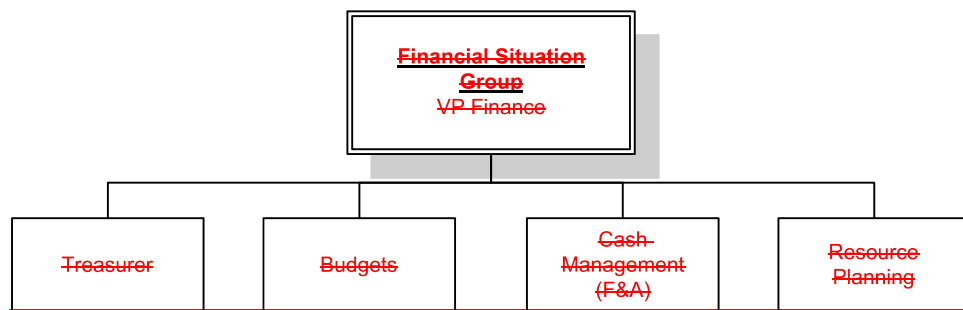 Financial Situation
Group
VP Finance
Treasurer
Budgets
Cash
Management
(F&A)
Resource
Planning